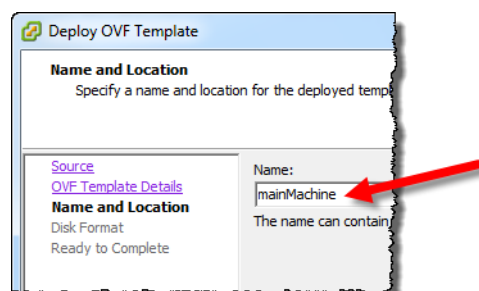 Deploy OVF Template
Name and Location
Specify a name and location for the deployed
Source
OVF Template Details
Name and Location
Disk Format
Ready to Complete
Name:
mainMachine
The name can contain